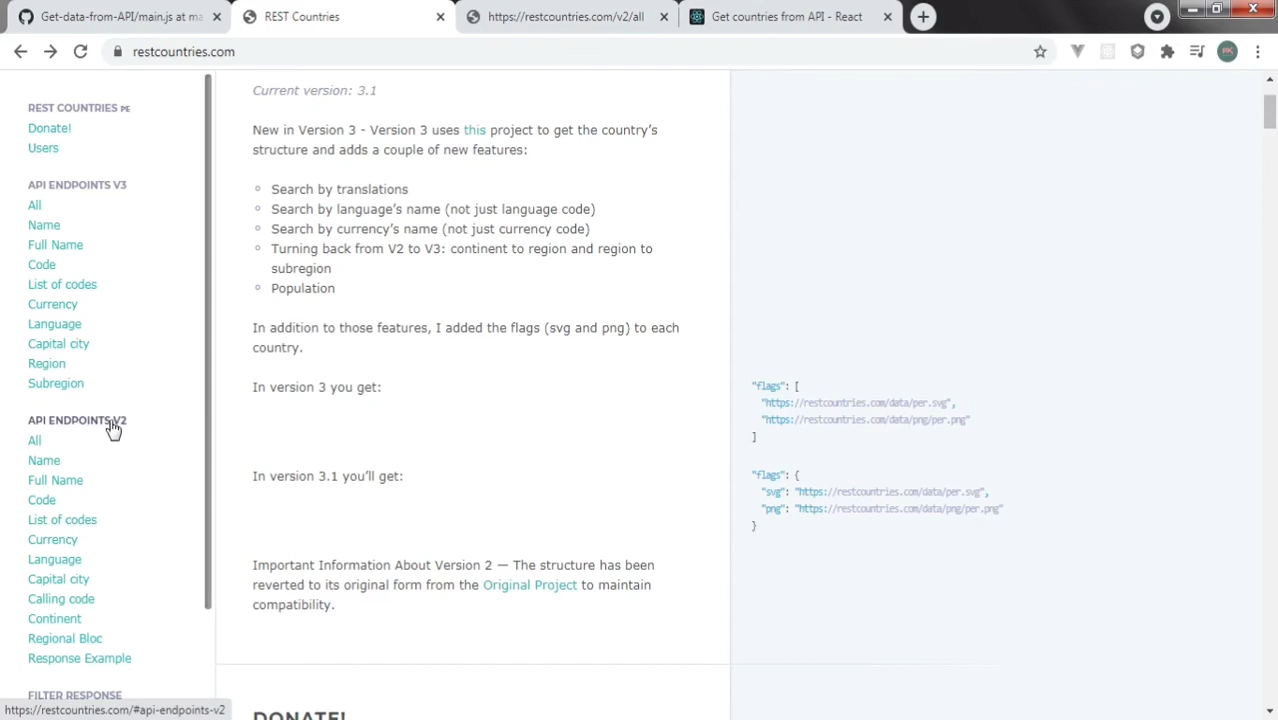 Get-data-from-API/main.js at ma
REST Countries
https://restcountries.com/v2/all
Get countries from API - React
restcountries.com
REST COUNTRIES PE
Donate!
Users
API ENDPOINTS V3
All
Name
Full Name
Code
List of codes
Currency
Language
Capital city
Region
Subregion
API ENDPOINTS V2
All
Name
Full Name
Code
List of codes
Currency
Language
Capital city
Calling code
Continent
Regional Bloc
Response Example
FILTER RESPONSE
https://restcountries.com/#api-endpoints-v2
Current version: 3.1
New in Version 3 - Version 3 uses this project to get the country's
structure and adds a couple of new features:
Search by translations
Search by language's name (not just language code)
Search by currency's name (not just currency code)
Turning back from V2 to V3: continent to region and region to
subregion
Population
In addition to those features, I added the flags (svg and png) to each
country.
In version 3 you get:
"flags": [
"https://restcountries.com/data/per.svg",
"https://restcountries.com/data/png/per.png"
]
In version 3.1 you'll get:
"flags": {
"svg": "https://restcountries.com/data/per.svg",
"png": "https://restcountries.com/data/png/per.png"
}
Important Information About Version 2 — The structure has been
reverted to its original form from the Original Project to maintain
compatibility.
DONATE!